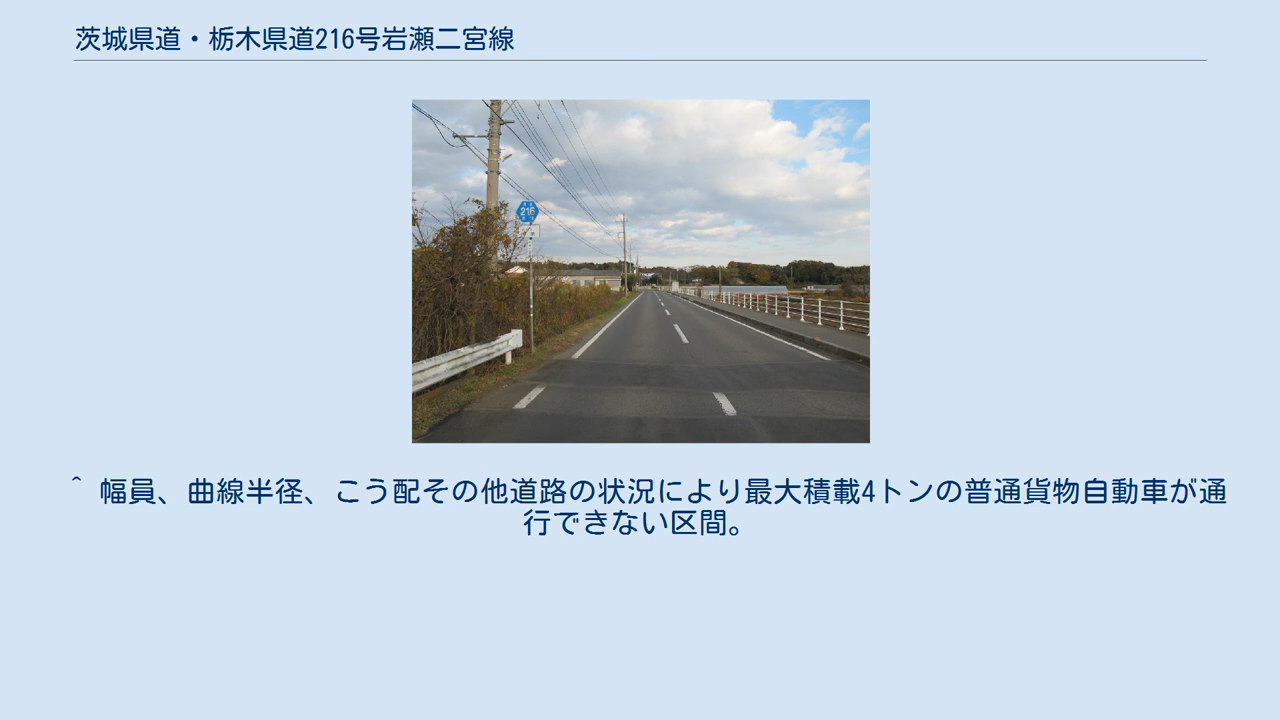 茨城県道・栃木県道216号岩瀬二宮線
216
^ 幅員、曲線半径、こう配その他道路の状況により最大積載4トンの普通貨物自動車が通
行できない区間。